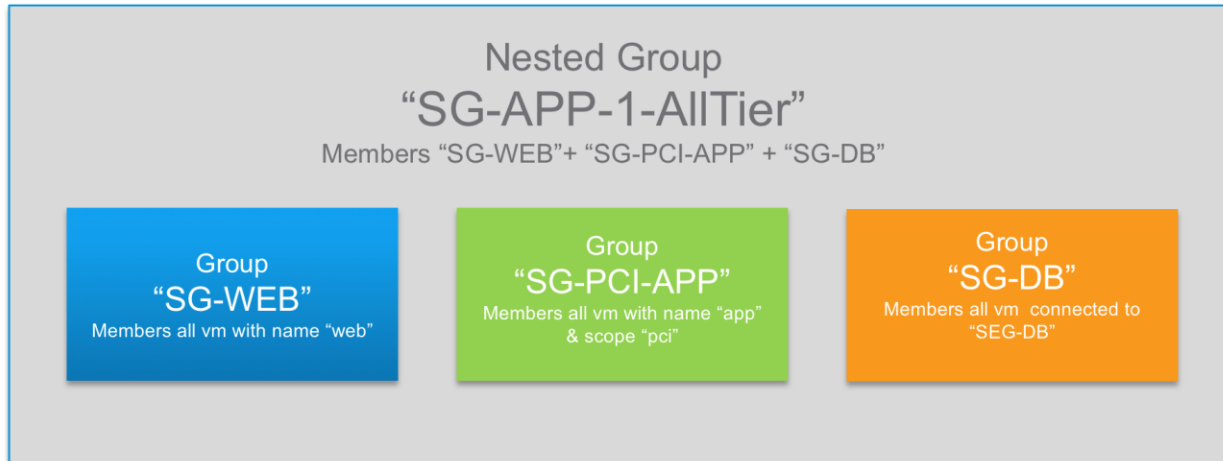 Nested Group
“SG-APP-1-AllTier”
Members “SG-WEB”+ “SG-PCI-APP” + “SG-DB”
Group
“SG-WEB”
Members all vm with name “web”
Group
“SG-PCI-APP”
Members all vm with name “app”
& scope “pci”
Group
“SG-DB”
Members all vm connected to
“SEG-DB”